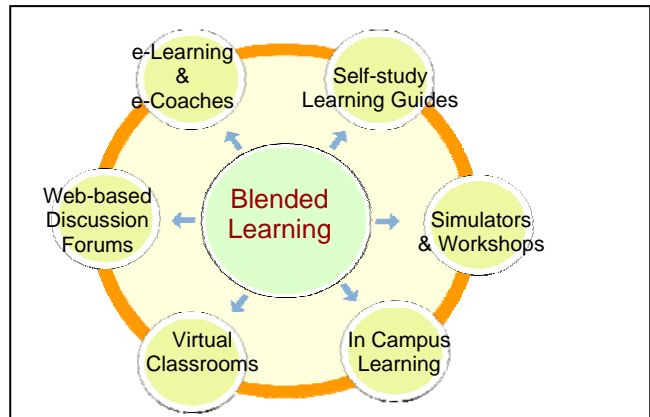 e-Learning
&
e-Coaches
Self-study
Learning Guides
Web-based
Discussion
Forums
Blended
Learning
Simulators
& Workshops
Virtual
Classrooms
In Campus
Learning